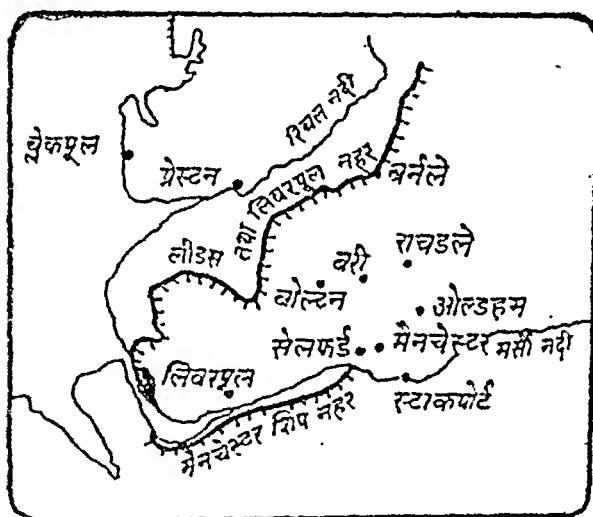 ब्लेकपूल
प्रेस्टन
रिबल नदी
लीडस तथा लिवरपूल नहर
बर्नले
राचडले
बरी
बोल्टन
ओल्डहम
सेलफर्ड
मैनचेस्टर
मर्सी नदी
लिवरपूल
स्टाकपोर्ट
मैनचेस्टर शिप नहर